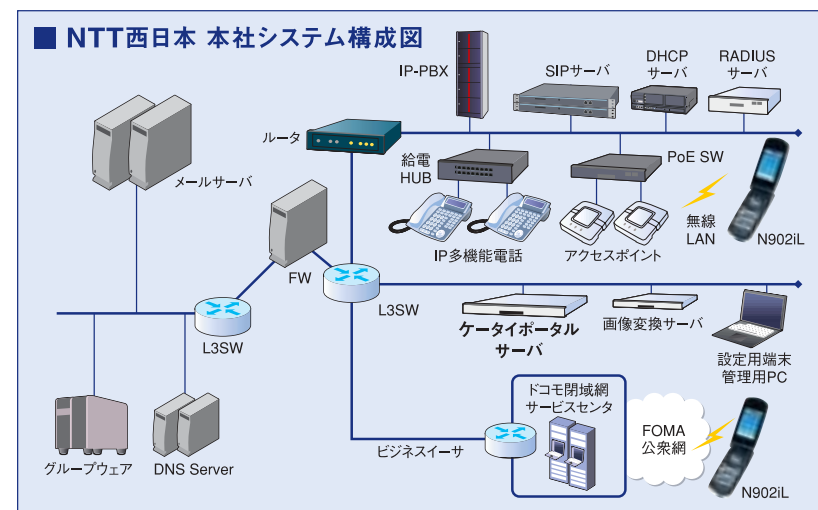 ■ NTT西日本 本社システム構成図
IP-PBX
SIPサーバ
DHCP
サーバ
RADIUS
サーバ
ルータ
メールサーバ
給電
HUB
PoE SW
無線
LAN
N902iL
IP多機能電話
アクセスポイント
FW
L3SW
L3SW
ケータイポータル
サーバ
画像変換サーバ
設定用端末
管理用PC
ドコモ閉域網
サービスセンタ
FOMA
公衆網
ビジネスイーサ
N902iL
グループウェア
DNS Server